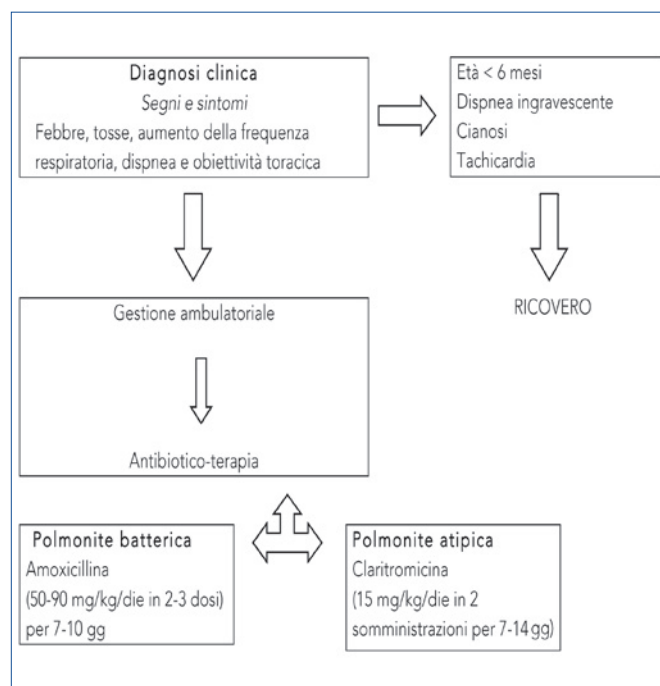 Diagnosi clinica
Segni e sintomi
Febbre, tosse, aumento della frequenza
respiratoria, dispnea e obiettività toracica
Età < 6 mesi
Dispnea ingravescente
Cianosi
Tachicardia
Gestione ambulatoriale
RICOVERO
Antibiotico-terapia
Polmonite batterica
Amoxicillina
(50-90 mg/kg/die in 2-3 dosi)
per 7-10 gg
Polmonite atipica
Claritromicina
(15 mg/kg/die in 2
somministrazioni per 7-14 gg)